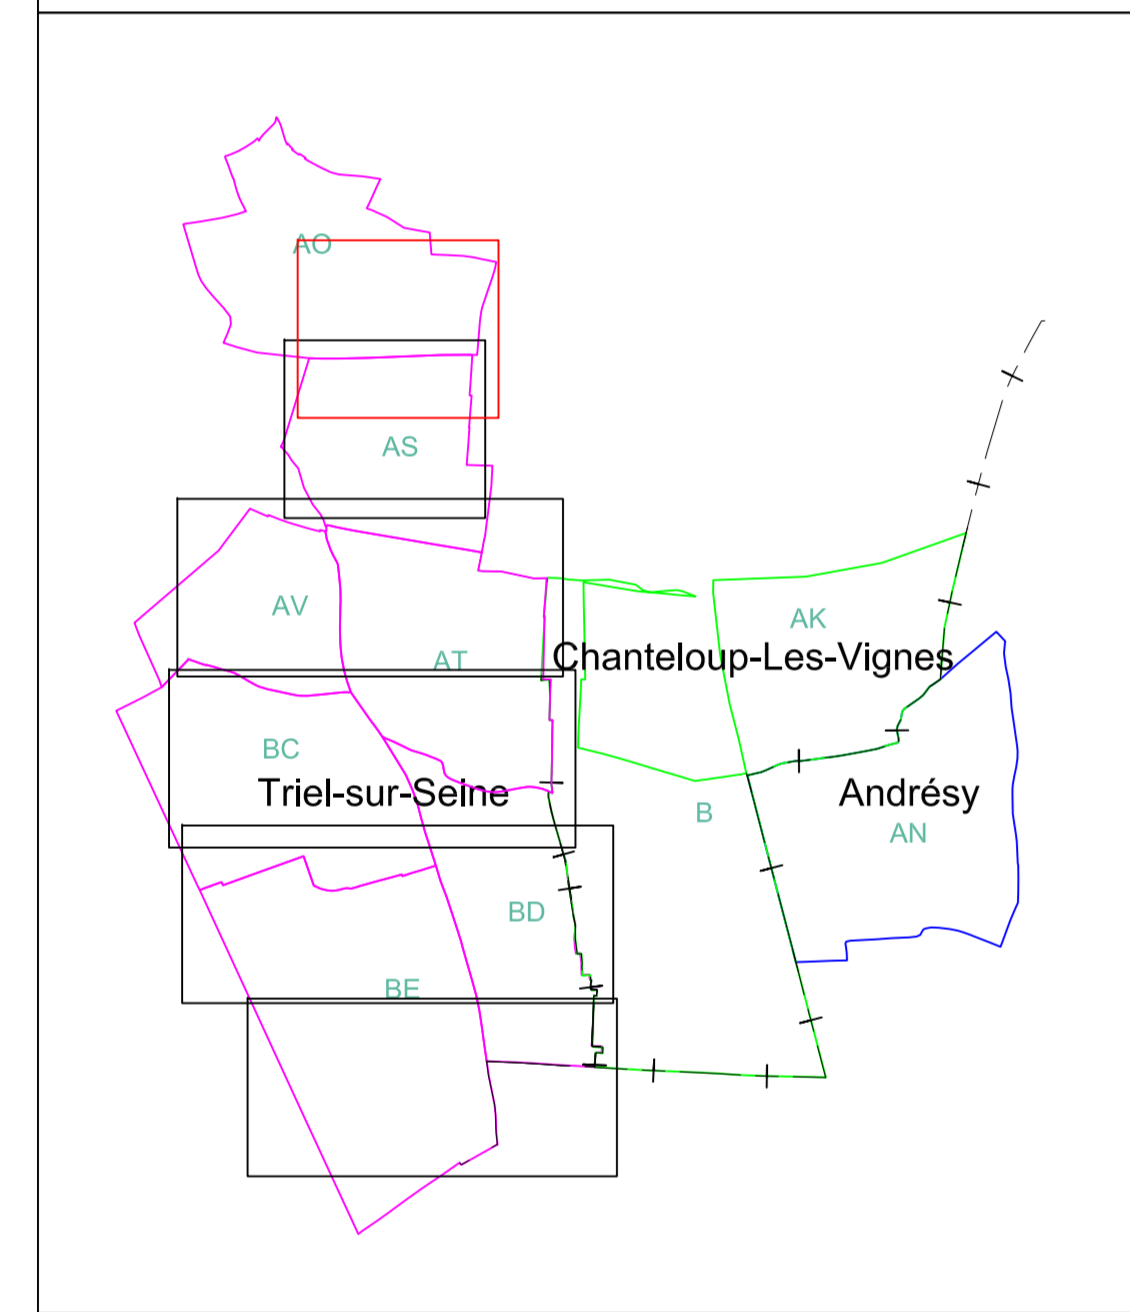 AO
AS
AV
AK
AT
Chanteloup-Les-Vignes
BC
Triel-sur-Seine
Andrésy
B
AN
BD
BE